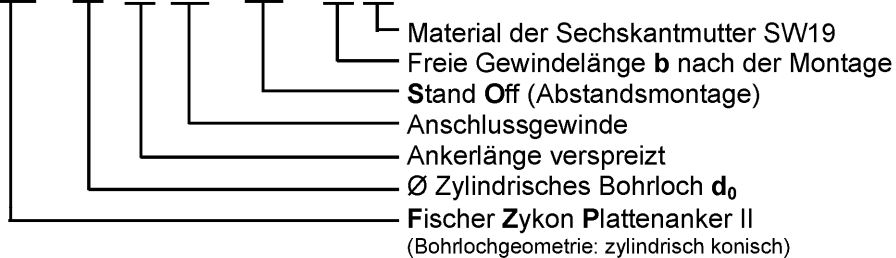 Material der Sechskantmutter SW19
Freie Gewindelänge b nach der Montage
Stand Off (Abstandsmontage)
Anschlussgewinde
Ankerlänge verspreizt
Ø Zylindrisches Bohrloch d₀
Fischer Zykon Plattenanker II
(Bohrlochgeometrie: zylindrisch konisch)